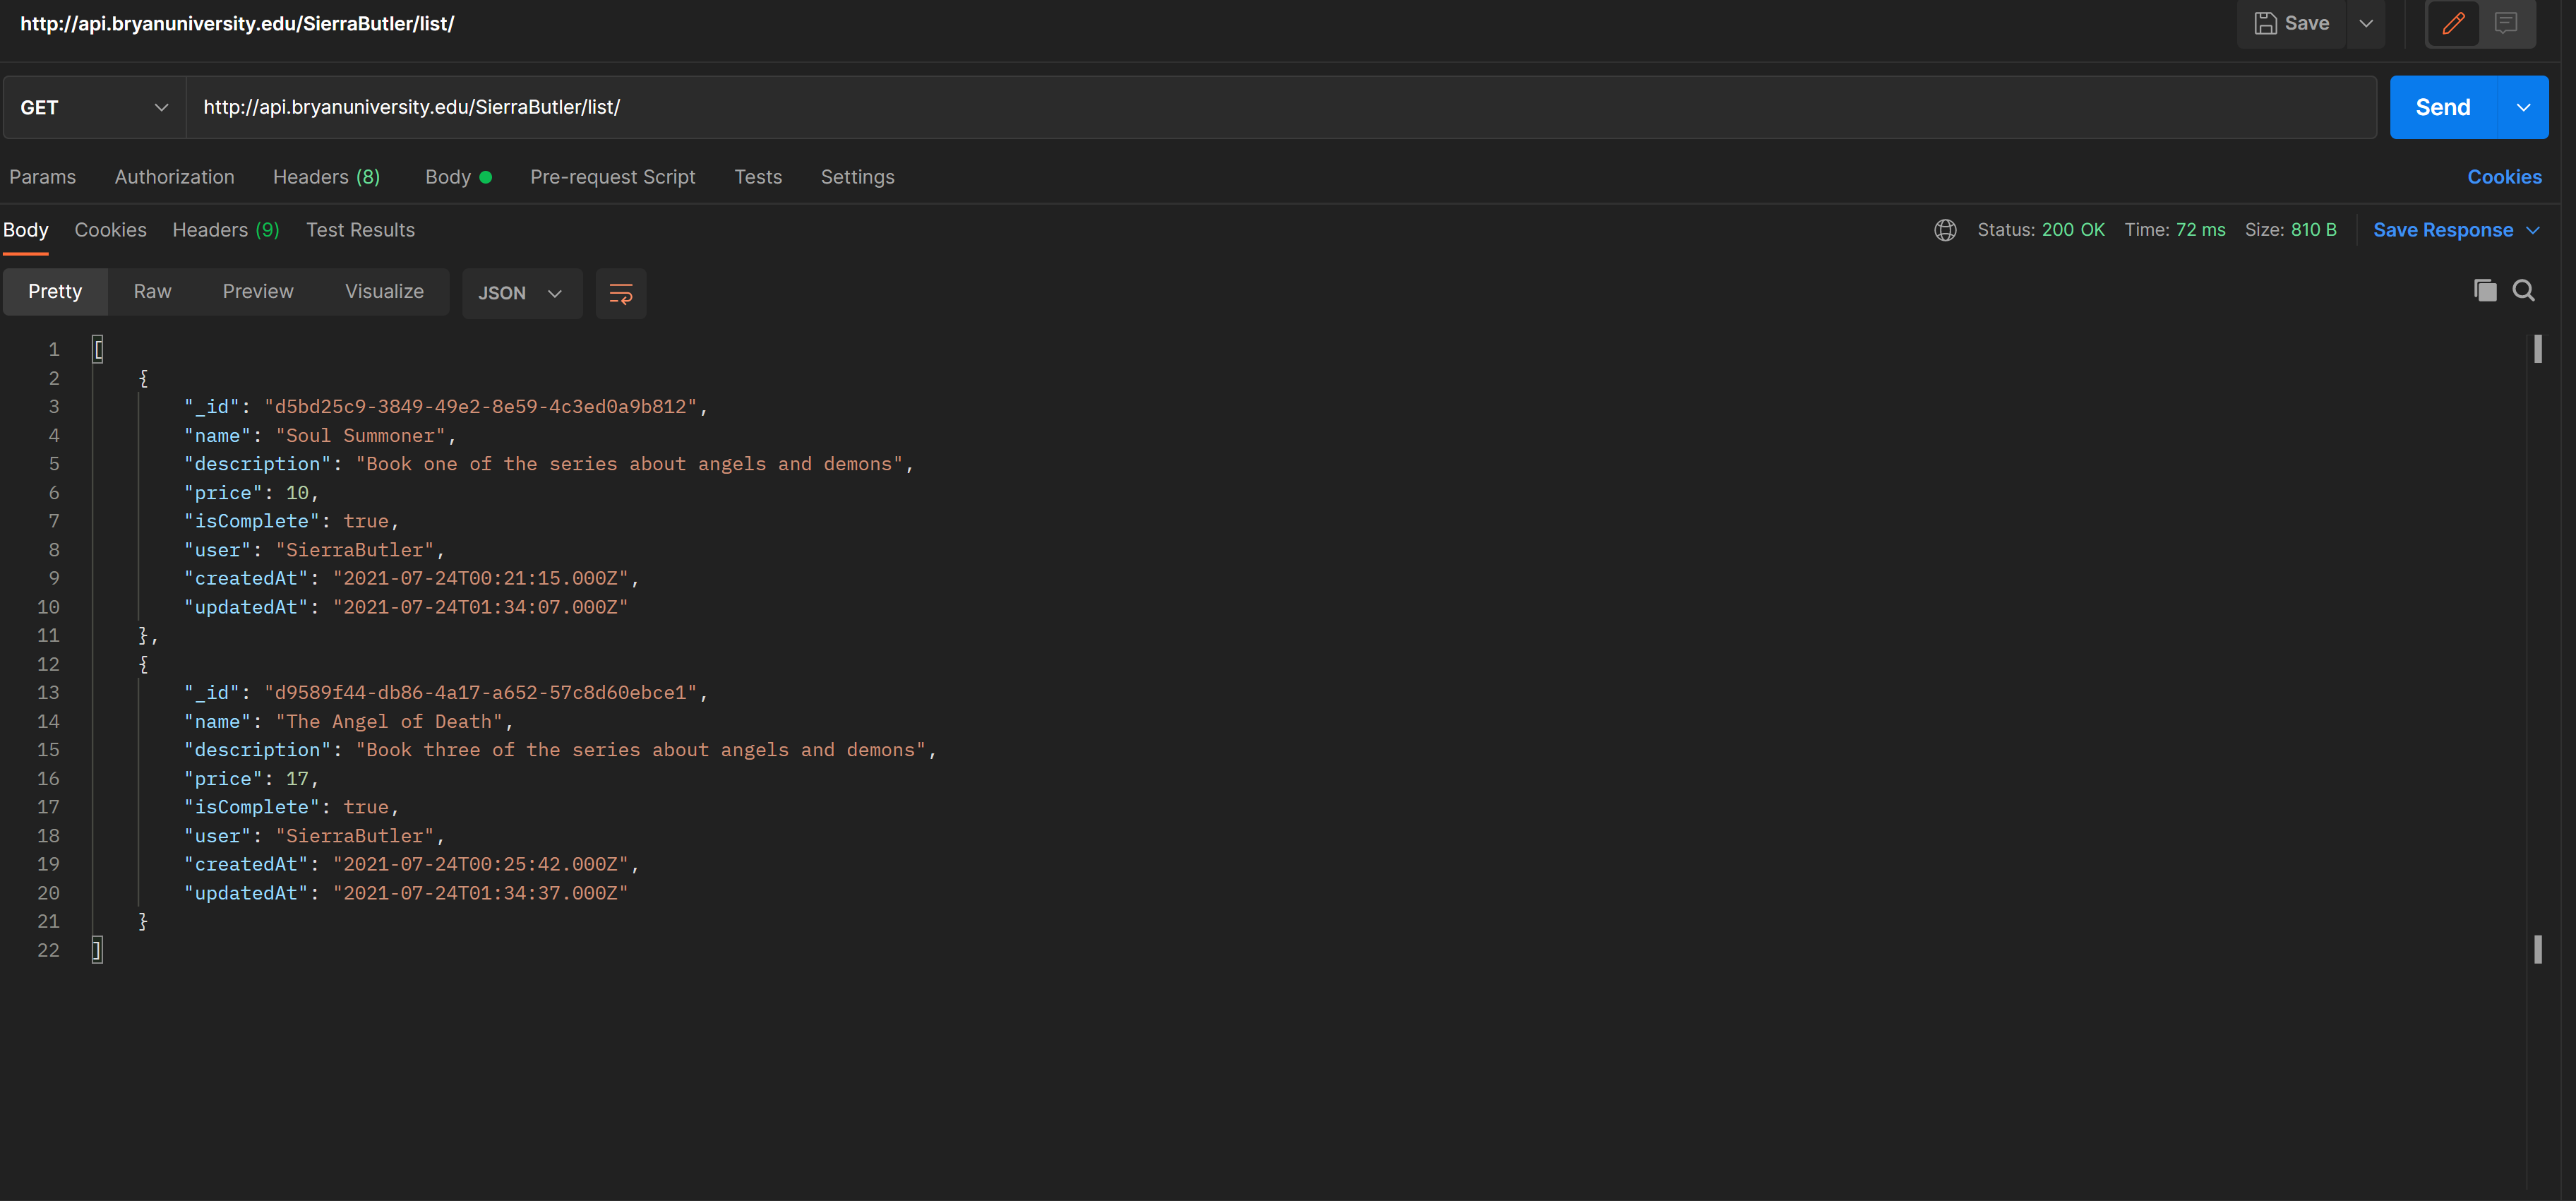 http://api.bryanuniversity.edu/SierraButler/list/
Save
GET
http://api.bryanuniversity.edu/SierraButler/list/
Send
Params Authorization Headers (8) Body Pre-request Script Tests Settings Cookies
Body Cookies Headers (9) Test Results Status: 200 OK Time: 72 ms Size: 810 B Save Response
Pretty Raw Preview Visualize JSON
1 [
2 {
3 "_id": "d5bd25c9-3849-49e2-8e59-4c3ed0a9b812",
4 "name": "Soul Summoner",
5 "description": "Book one of the series about angels and demons",
6 "price": 10,
7 "isComplete": true,
8 "user": "SierraButler",
9 "createdAt": "2021-07-24T00:21:15.000Z",
10 "updatedAt": "2021-07-24T01:34:07.000Z"
11 },
12 {
13 "_id": "d9589f44-db86-4a17-a652-57c8d60ebce1",
14 "name": "The Angel of Death",
15 "description": "Book three of the series about angels and demons",
16 "price": 17,
17 "isComplete": true,
18 "user": "SierraButler",
19 "createdAt": "2021-07-24T00:25:42.000Z",
20 "updatedAt": "2021-07-24T01:34:37.000Z"
21 }
22 ]